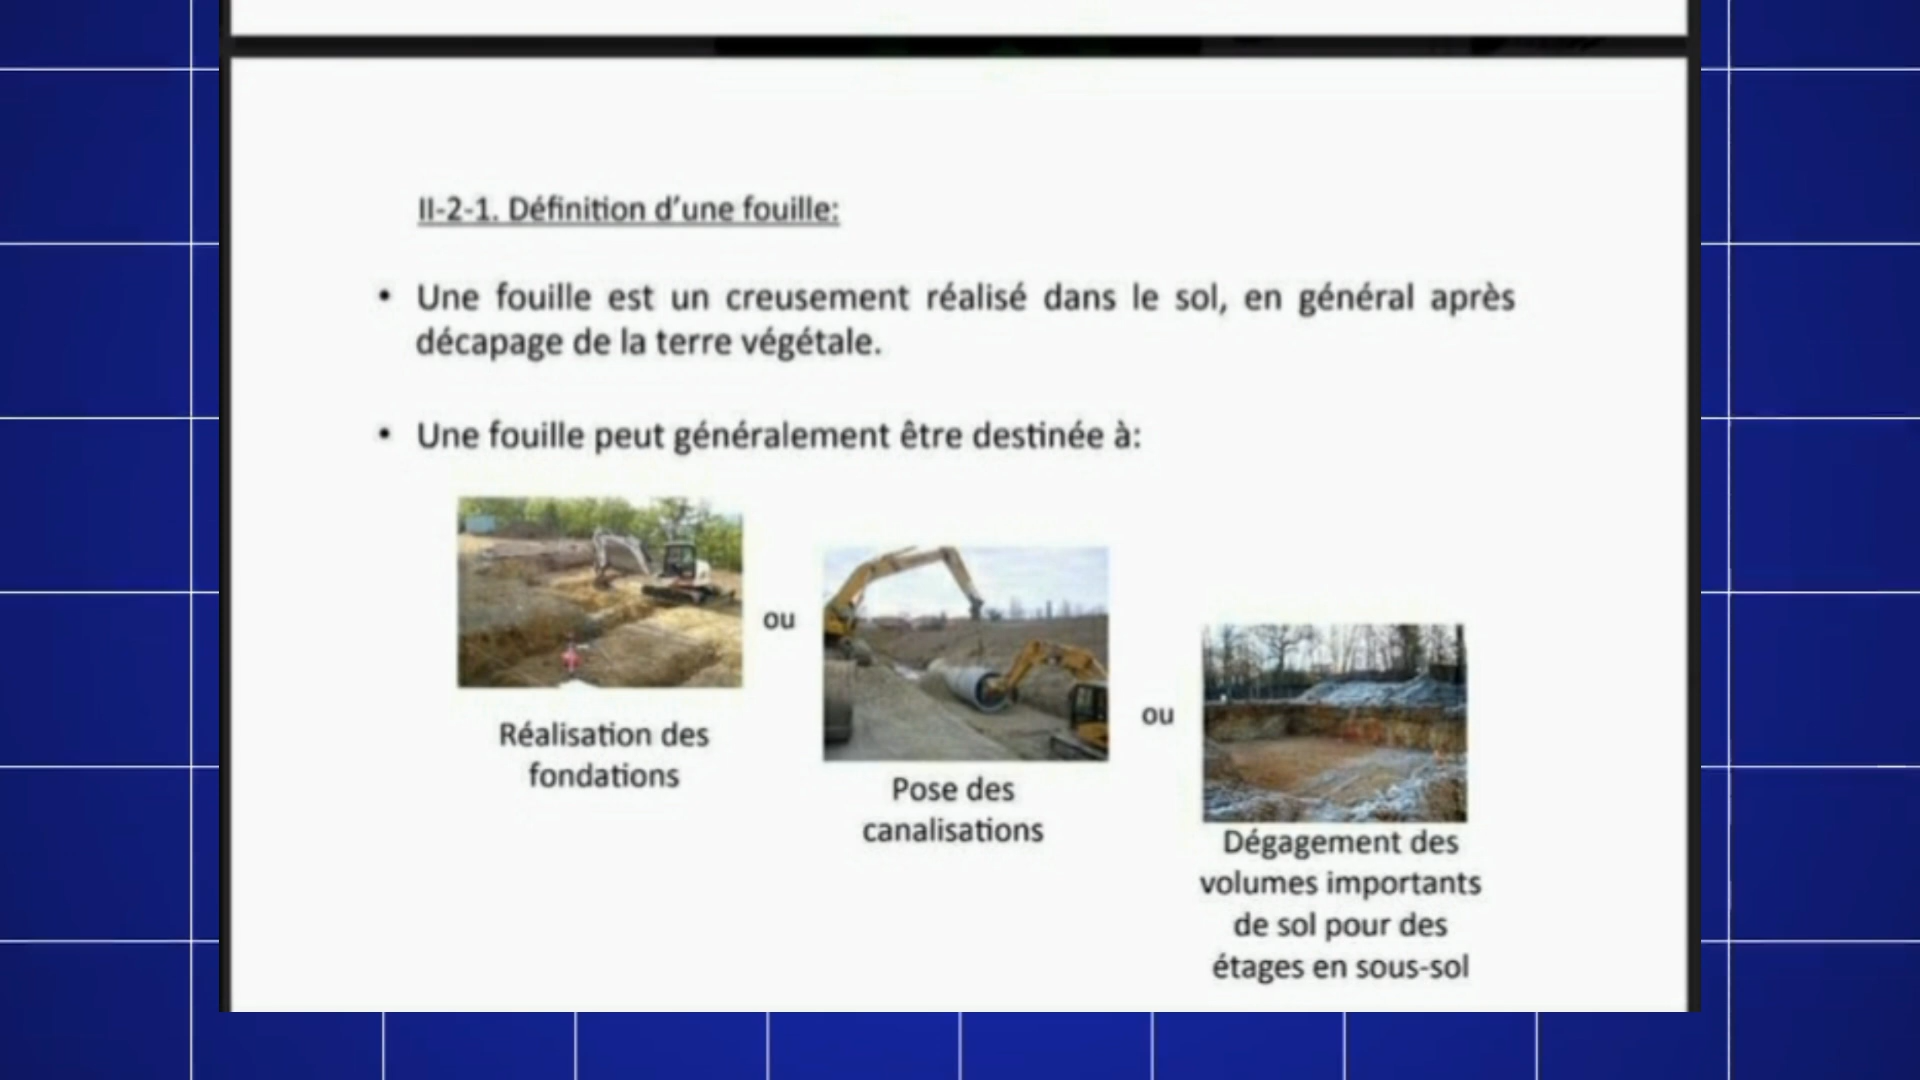 II-2-1. Définition d’une fouille:
• Une fouille est un creusement réalisé dans le sol, en général après
décapage de la terre végétale.
• Une fouille peut généralement être destinée à:
ou
ou
Réalisation des
fondations
Pose des
canalisations
Dégagement des
volumes importants
de sol pour des
étages en sous-sol